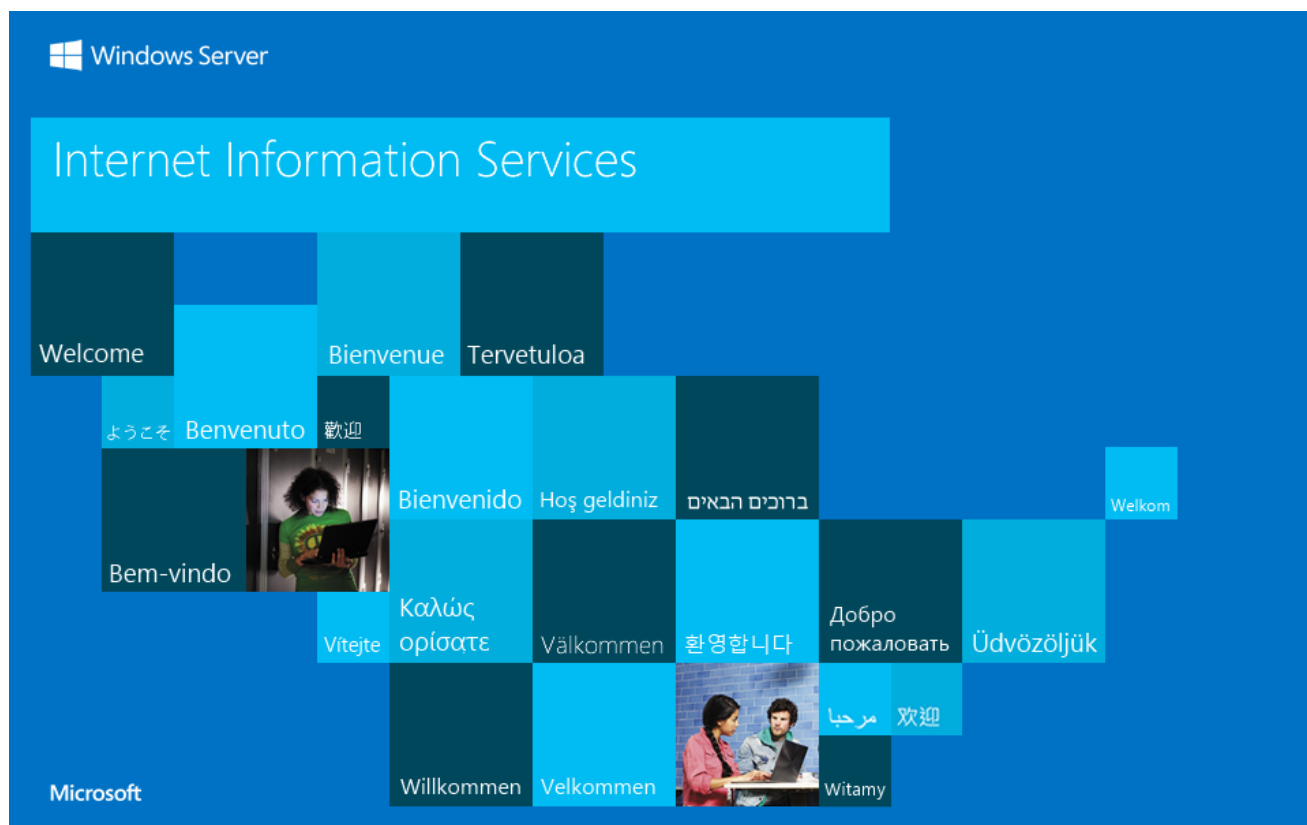 Windows Server
Internet Information Services
Welcome
Bienvenue
Tervetuloa
ようこそ
Benvenuto
歡迎
Bienvenido
Hoş geldiniz
ברוכים הבאים
Welkom
Bem-vindo
Vítejte
Καλώς
ορίσατε
Välkommen
환영합니다
Добро
пожаловать
Üdvözöljük
مرحبا
欢迎
Microsoft
Willkommen
Velkommen
Witamy